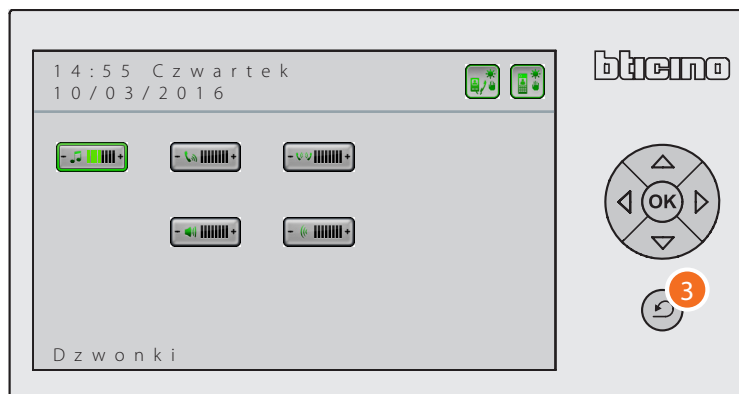 14:55 Czwartek
10/03/2016
bticino
- +
- +
- +
- +
- +
OK
3
Dzwonki